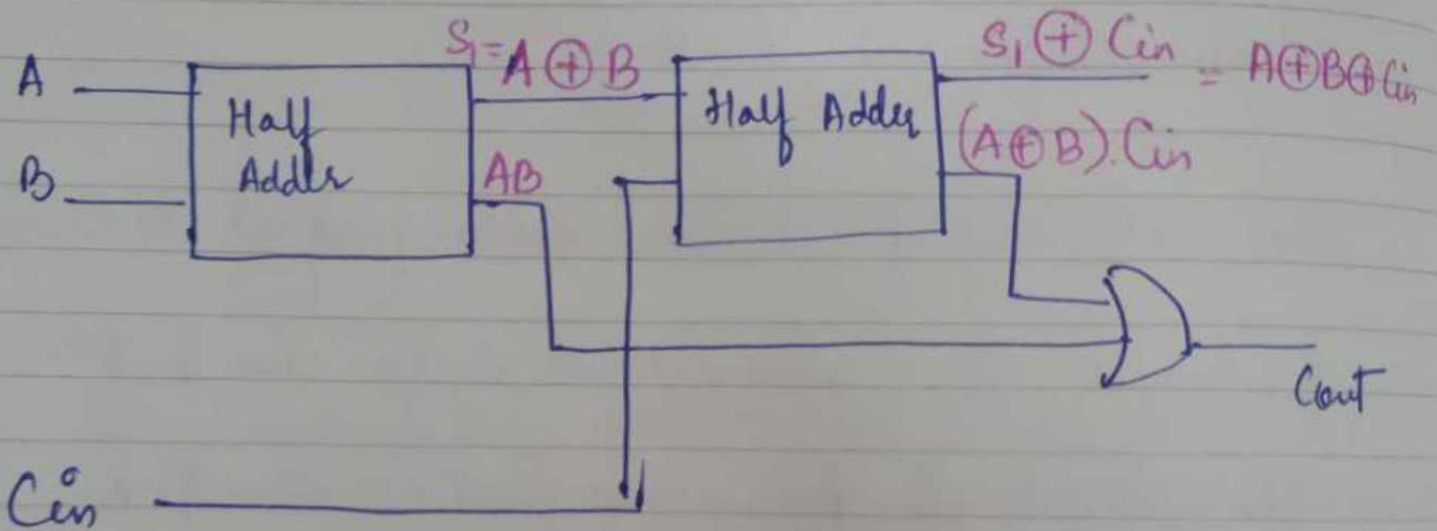 S1=A⊕B
S1⊕Cin = A⊕B⊕Cin
A
Half Adder
Half Adder
(A⊕B).Cin
B
AB
Cout
Cin